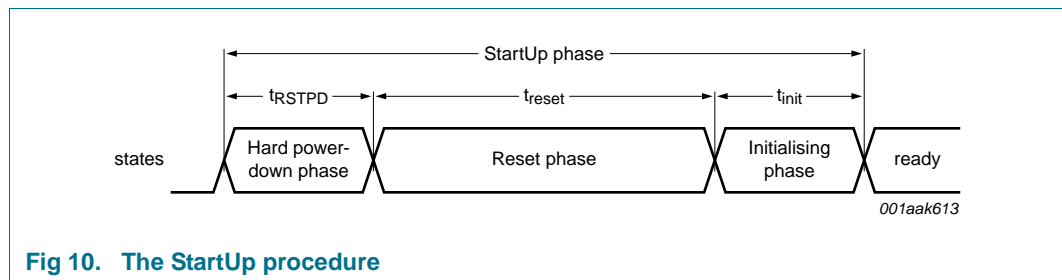 StartUp phase
tRSTPD treset tinit
states Hard power-down phase Reset phase Initialising phase ready
001aak613
Fig 10. The StartUp procedure